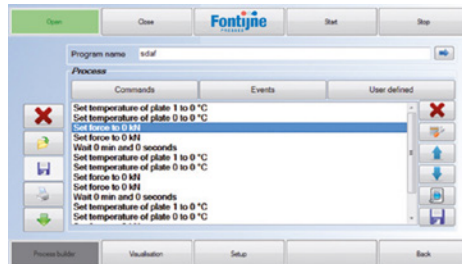 Open Close Fontijne Start Stop
PRESSES
Program name sdaf
Process
Commands Events User defined
Set temperature of plate 1 to 0 °C
Set temperature of plate 0 to 0 °C
Set force to 0 kN
Set force to 0 kN
Wait 0 min and 0 seconds
Set temperature of plate 1 to 0 °C
Set temperature of plate 0 to 0 °C
Set force to 0 kN
Set force to 0 kN
Wait 0 min and 0 seconds
Set temperature of plate 1 to 0 °C
Set temperature of plate 0 to 0 °C
Process builder Visualisation Setup Back